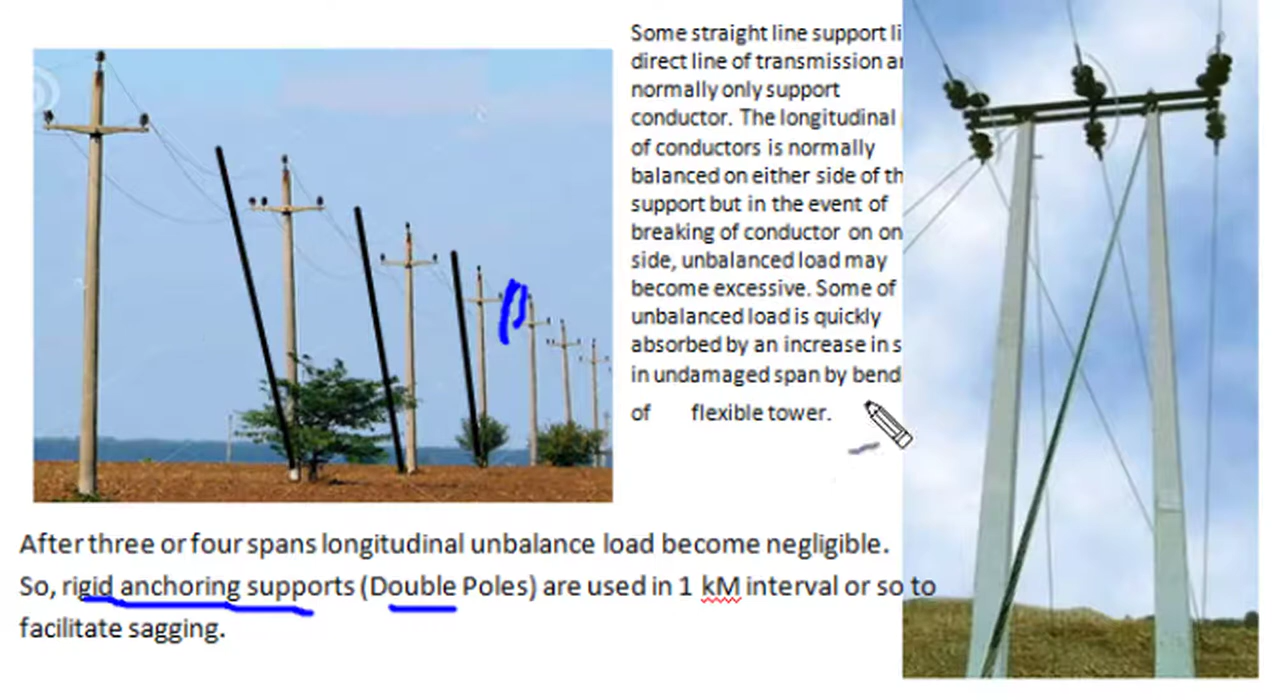 Some straight line support li
direct line of transmission a
normally only support
conductor. The longitudinal
of conductors is normally
balanced on either side of th
support but in the event of
breaking of conductor on on
side, unbalanced load may
become excessive. Some of
unbalanced load is quickly
absorbed by an increase in s
in undamaged span by bend
of flexible tower.
After three or four spans longitudinal unbalance load become negligible.
So, rigid anchoring supports (Double Poles) are used in 1 kM interval or so to
facilitate sagging.